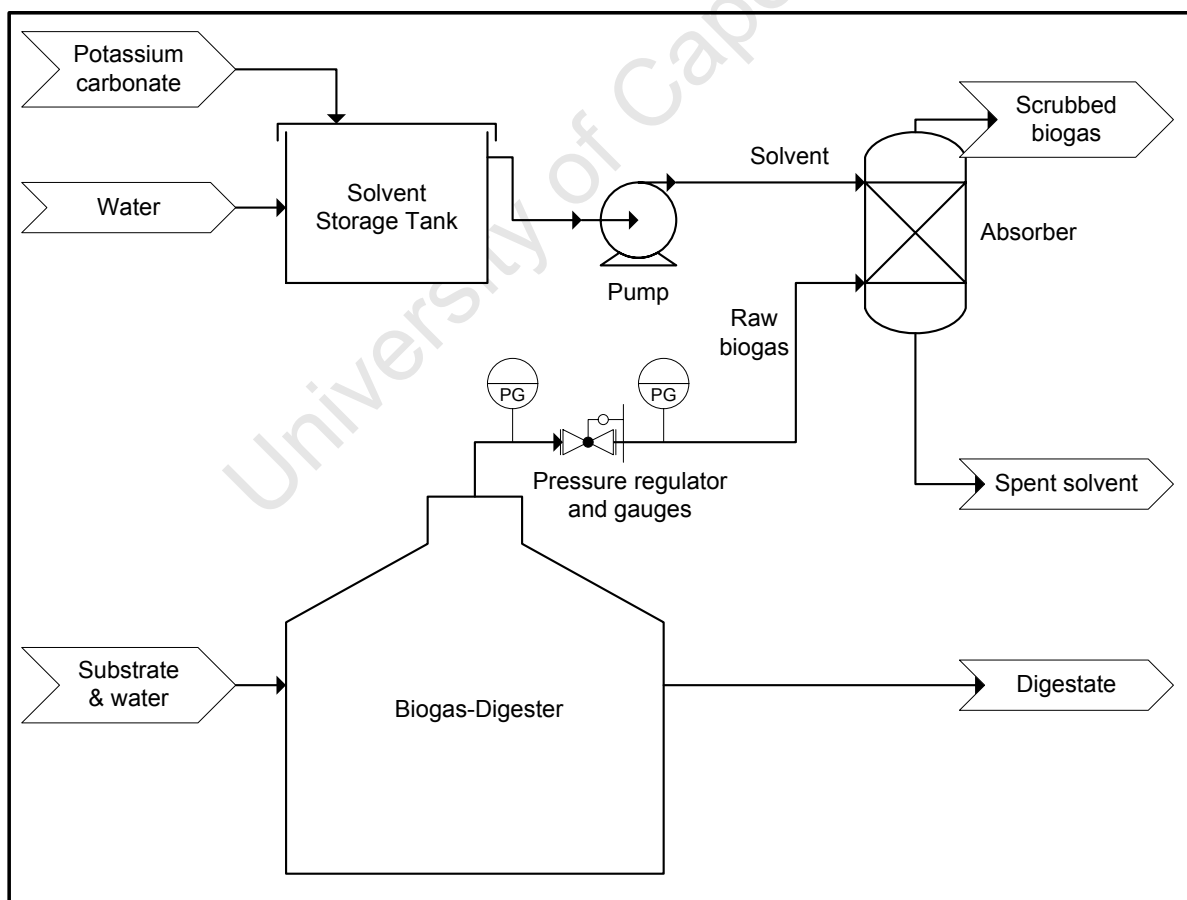 Potassium
carbonate
Scrubbed
biogas
Solvent
Water
Solvent
Storage Tank
Absorber
Pump
Raw
biogas
PG
PG
Pressure regulator
and gauges
Spent solvent
Substrate
& water
Digestate
Biogas-Digester
University of Cape